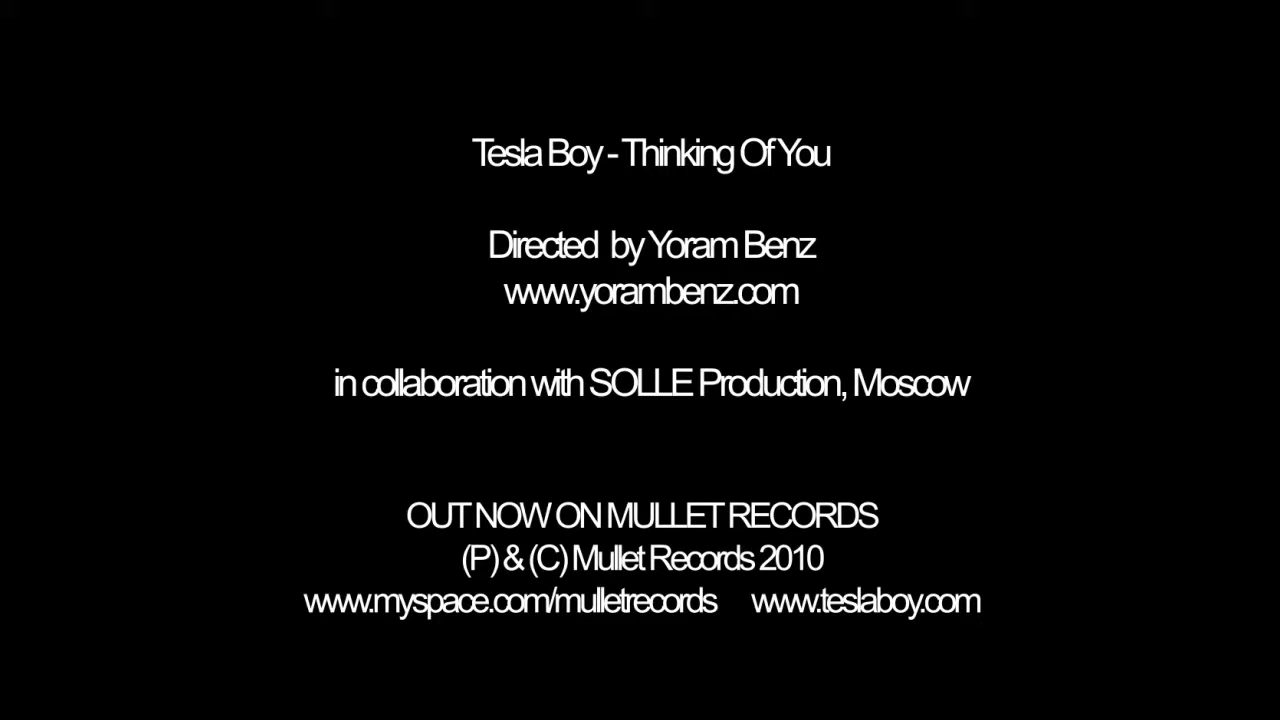 Tesla Boy - Thinking Of You
Directed by Yoram Benz
www.yorambenz.com
in collaboration with SOLLE Production, Moscow
OUT NOW ON MULLET RECORDS
(P) & (C) Mullet Records 2010
www.myspace.com/mulletrecords www.teslaboy.com